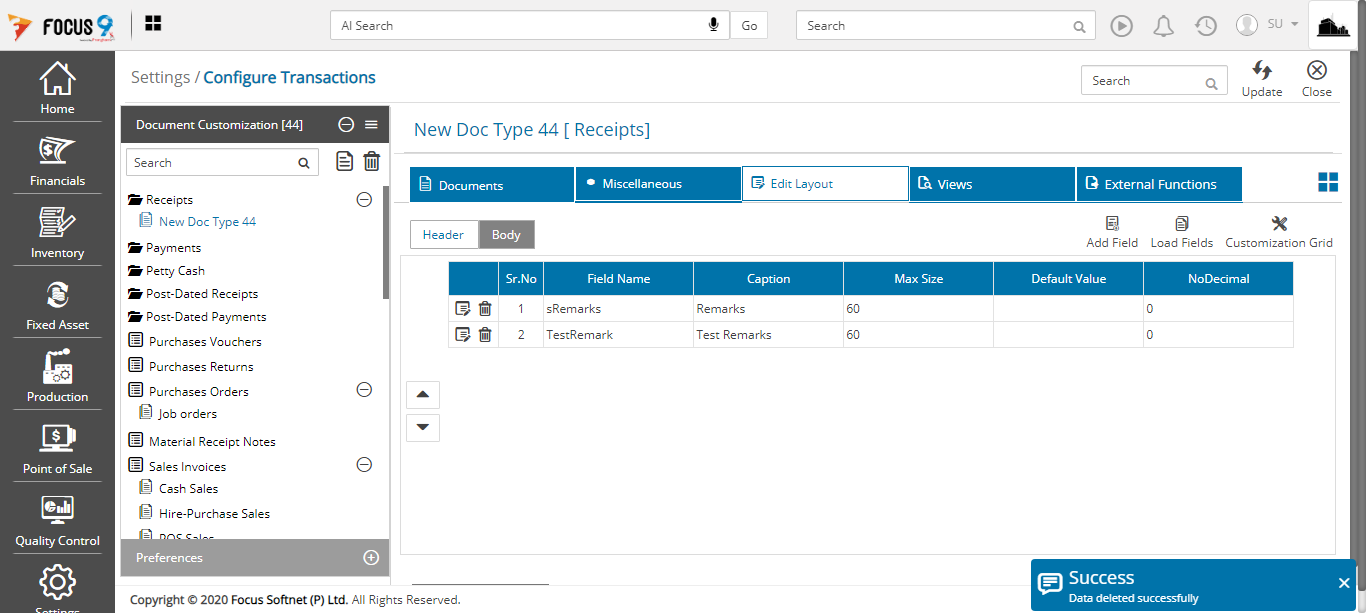 FOCUS 9
AI Search
Go
Search
SU
Settings / Configure Transactions
Search
Update
Close
Home
Financials
Inventory
Fixed Asset
Production
Point of Sale
Quality Control
Settings
Document Customization [44]
Search
Receipts
New Doc Type 44
Payments
Petty Cash
Post-Dated Receipts
Post-Dated Payments
Purchases Vouchers
Purchases Returns
Purchases Orders
Job orders
Material Receipt Notes
Sales Invoices
Cash Sales
Hire-Purchase Sales
POS Sales
Preferences
New Doc Type 44 [ Receipts]
Documents
Miscellaneous
Edit Layout
Views
External Functions
Header
Body
Add Field
Load Fields
Customization Grid
Sr.No Field Name Caption Max Size Default Value NoDecimal
1 sRemarks Remarks 60 0
2 TestRemark Test Remarks 60 0
Success
Data deleted successfully
Copyright © 2020 Focus Softnet (P) Ltd. All Rights Reserved.